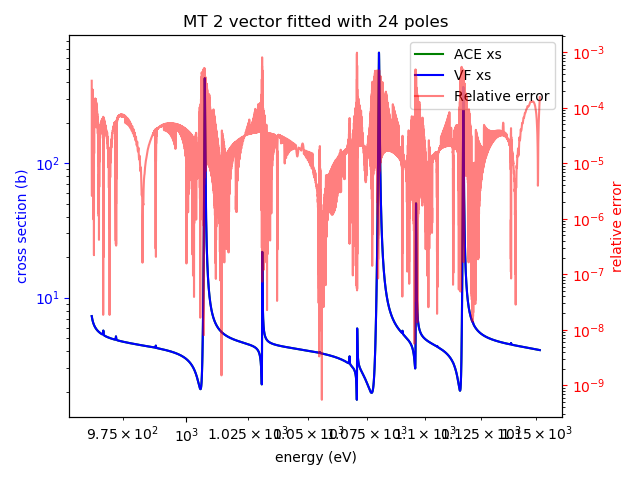 MT 2 vector fitted with 24 poles
ACE xs
VF xs
Relative error
cross section (b)
10²
10¹
relative error
10⁻³
10⁻⁴
10⁻⁵
10⁻⁶
10⁻⁷
10⁻⁸
10⁻⁹
9.75 × 10² 10³ 1.025 × 10³ 1.05 × 10³ 1.075 × 10³ 1.1 × 10³ 1.125 × 10³ 1.15 × 10³
energy (eV)